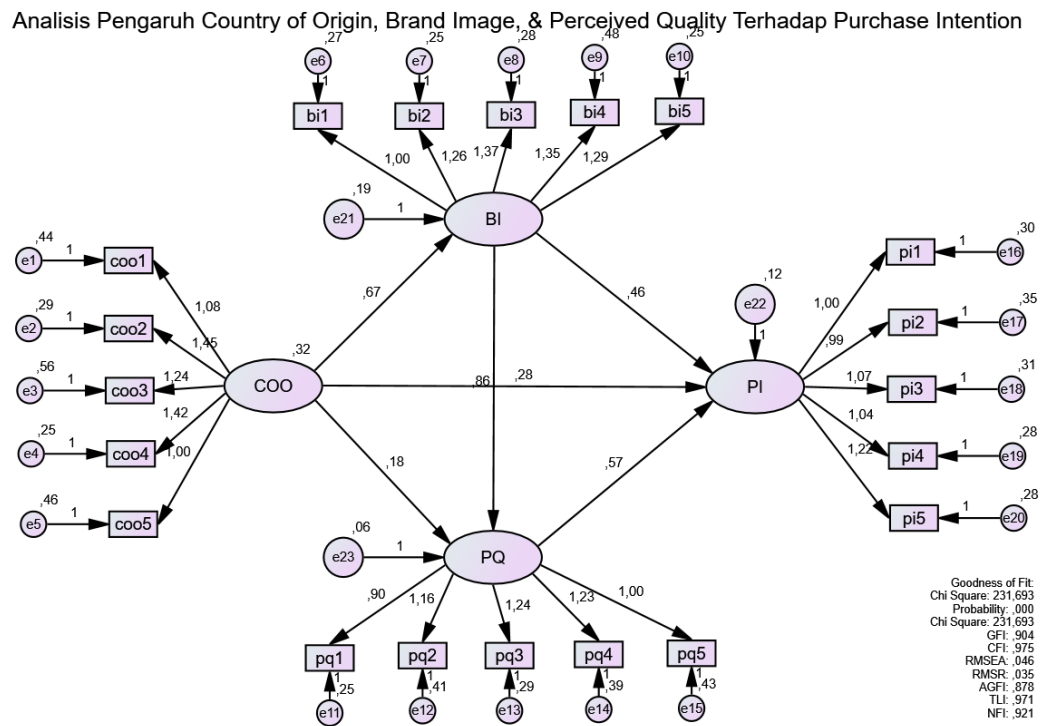 Analisis Pengaruh Country of Origin, Brand Image, & Perceived Quality Terhadap Purchase Intention
,27 ,25 ,28 ,48 ,25
e6 e7 e8 e9 e10
1 1 1 1 1
bi1 bi2 bi3 bi4 bi5
1,00 1,26 1,37 1,35 1,29
,19
e21 1 BI
,44
e1 1 coo1
,30
pi1 1 e16
,67 ,46
,12
e22
1
1,08
1,00
,29
e2 1 coo2
1,45
,35
pi2 1 e17
,99
,32
,56
e3 1 coo3
1,24
COO
,86 ,28
PI
1,07
,31
pi3 1 e18
1,42
1,04
,25
e4 1 coo4
1,00
,28
pi4 1 e19
1,22
,18 ,57
,46
e5 1 coo5
,28
pi5 1 e20
,06
e23 1 PQ
,90 1,16 1,24 1,23 1,00
pq1 pq2 pq3 pq4 pq5
1 1 1 1 1
,25 ,41 ,29 ,39 ,43
e11 e12 e13 e14 e15
Goodness of Fit:
Chi Square: 231,693
Probability: ,000
Chi Square: 231,693
GFI: ,904
CFI: ,975
RMSEA: ,046
RMSR: ,035
AGFI: ,878
TLI: ,971
NFI: ,921